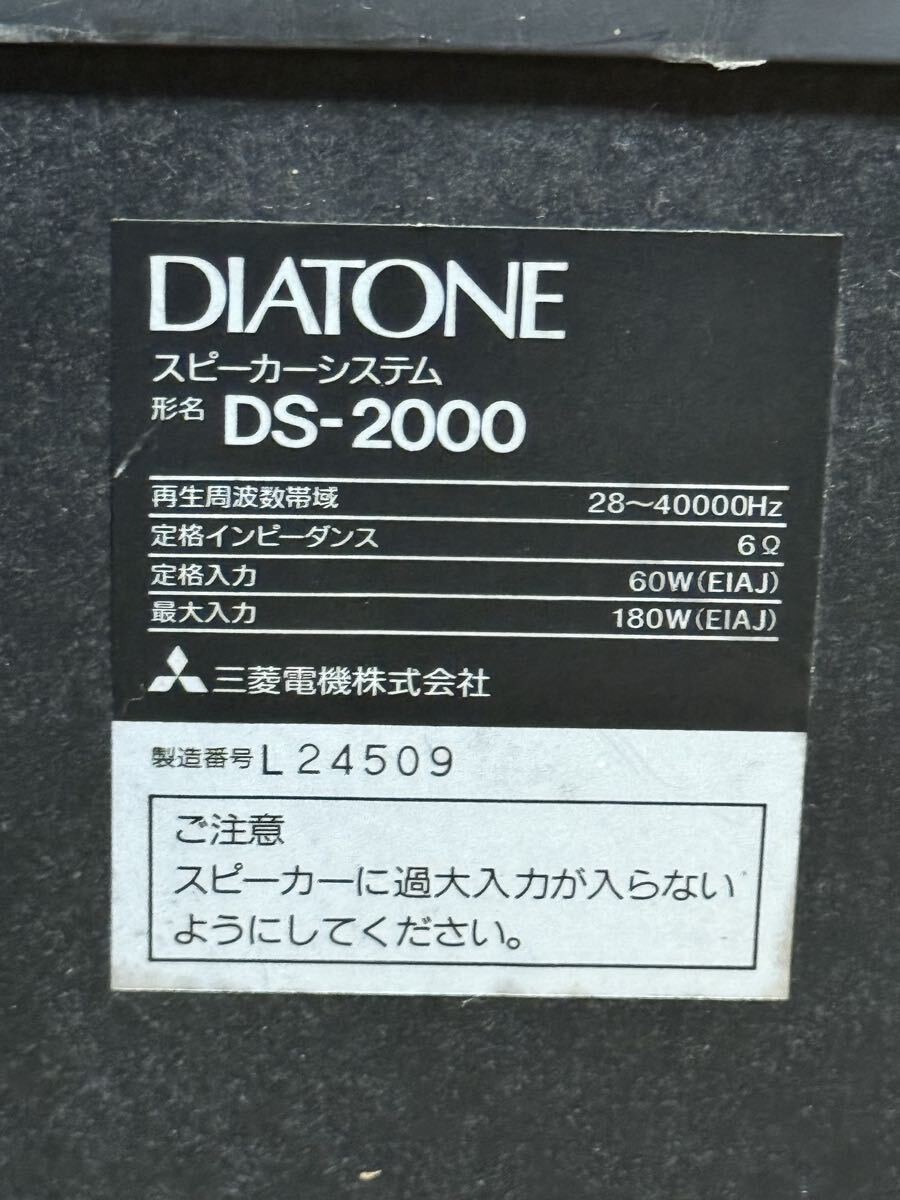 DIATONE
スピーカーシステム
形名 DS-2000
再生周波数帯域 28〜40000Hz
定格インピーダンス 6Ω
定格入力 60W(EIAJ)
最大入力 180W(EIAJ)
三菱電機株式会社
製造番号 L24509
ご注意
スピーカーに過大入力が入らない
ようにしてください。